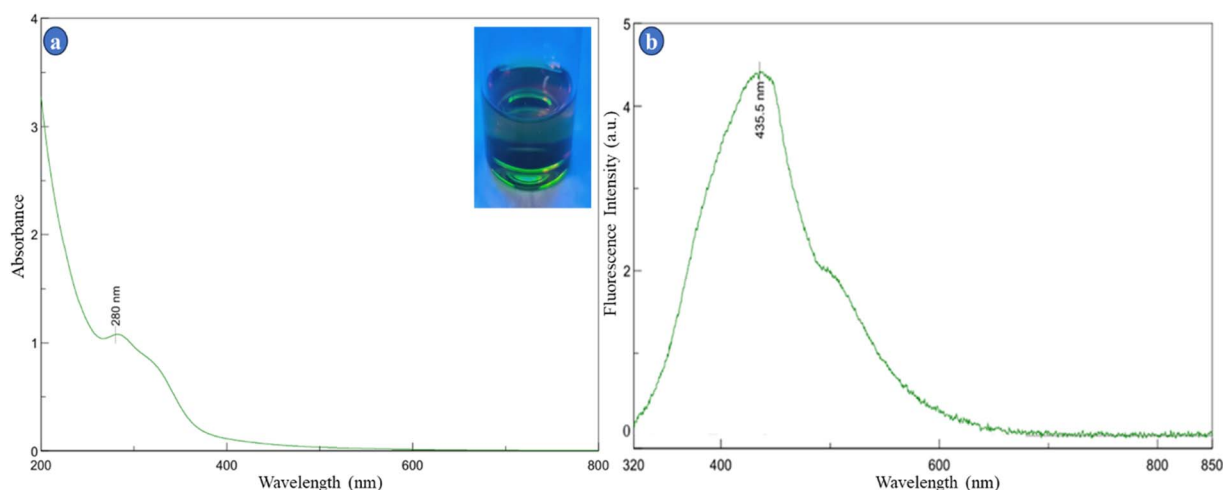 a
4
3
2
1
0
Absorbance
280 nm
200
400
600
800
Wavelength (nm)
b
5
4
2
0
Fluorescence Intensity (a.u.)
435.5 nm
320
400
600
800
850
Wavelength (nm)